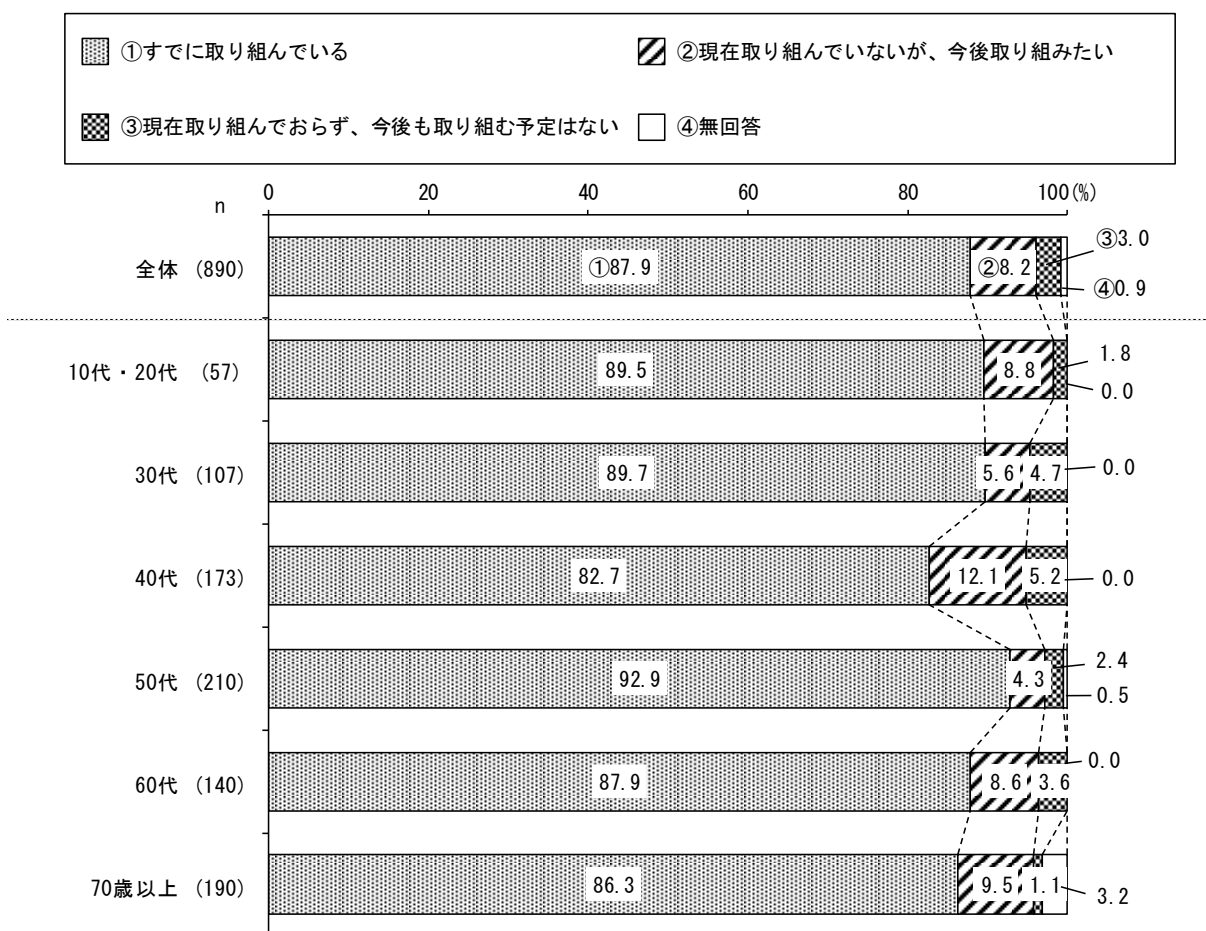 ①すでに取り組んでいる ②現在取り組んでいないが、今後取り組みたい
③現在取り組んでおらず、今後も取り組む予定はない ④無回答
0 20 40 60 80 100(%)
n
全体 (890) ①87.9 ②8.2 ③3.0
④0.9
10代・20代 (57) 89.5 8.8 1.8
0.0
30代 (107) 89.7 5.6 4.7 0.0
40代 (173) 82.7 12.1 5.2 0.0
50代 (210) 92.9 4.3 2.4
0.5
60代 (140) 87.9 8.6 3.6 0.0
70歳以上 (190) 86.3 9.5 1.1 3.2